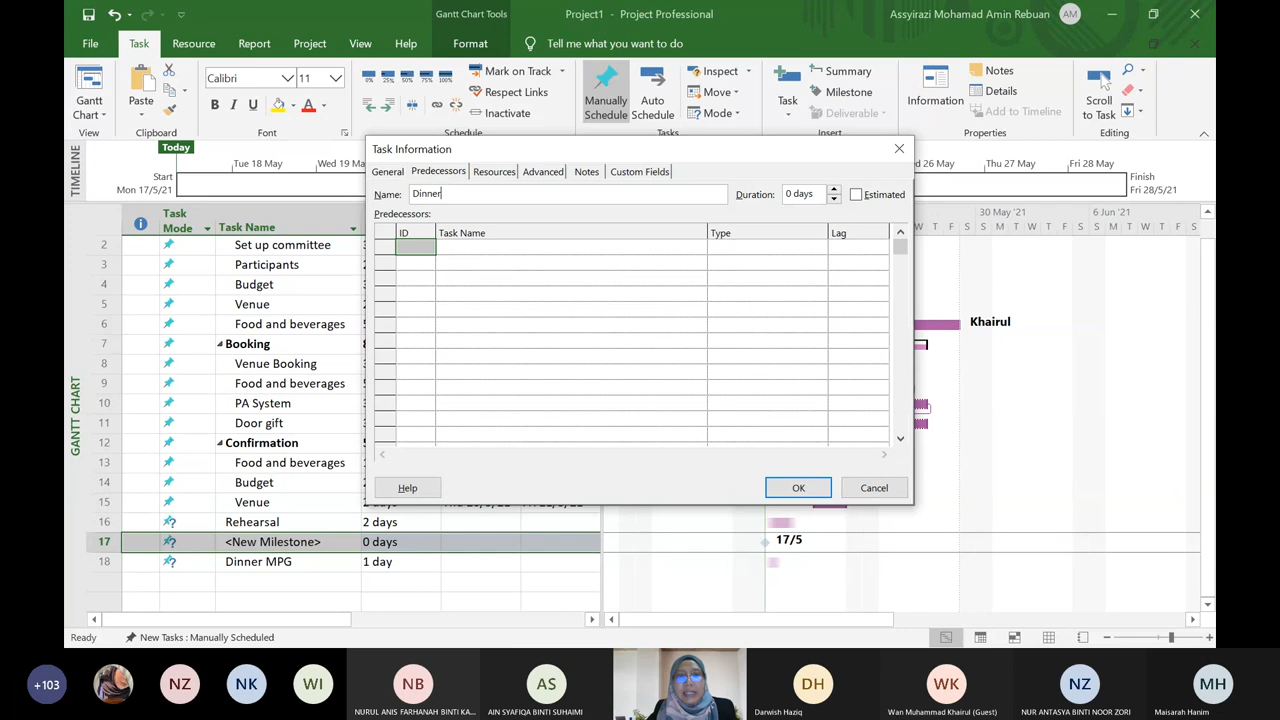 Gantt Chart Tools
Project1 - Project Professional
Assyirazi Mohamad Amin Rebuan
AM
File
Task
Resource
Report
Project
View
Help
Format
Tell me what you want to do
Gantt
Chart
View
Paste
Clipboard
Calibri
11
B I U A
Font
0% 25% 50% 75% 100%
Mark on Track
Respect Links
Inactivate
Schedule
Manually
Schedule
Auto
Schedule
Inspect
Move
Mode
Tasks
Task
Summary
Milestone
Deliverable
Insert
Information
Notes
Details
Add to Timeline
Properties
Scroll
to Task
Editing
TIMELINE
Today
Start
Mon 17/5/21
Tue 18 May
Wed 19 M
26 May
Thu 27 May
Fri 28 May
Finish
Fri 28/5/21
Task Information
General
Predecessors
Resources
Advanced
Notes
Custom Fields
Name:
Dinner
Duration:
0 days
Estimated
Predecessors:
ID
Task Name
Type
Lag
Help
OK
Cancel
GANTT CHART
Task
Mode
Task Name
30 May '21
6 Jun '21
W T F S S M T W T F S S M T W T F S
2 Set up committee
3 Participants
4 Budget
5 Venue
6 Food and beverages
7 Booking
8 Venue Booking
9 Food and beverages
10 PA System
11 Door gift
12 Confirmation
13 Food and beverages
14 Budget
15 Venue
16 Rehearsal 2 days
17 <New Milestone> 0 days
18 Dinner MPG 1 day
Khairul
17/5
Ready
New Tasks : Manually Scheduled
+103
NZ
NK
WI
NB
NURUL ANIS FARHANAH BINTI KA...
AS
AIN SYAFIQA BINTI SUHAIMI
DH
Darwish Haziq
WK
Wan Muhammad Khairul (Guest)
NZ
NUR ANTASYA BINTI NOOR ZORI
MH
Maisarah Hanim